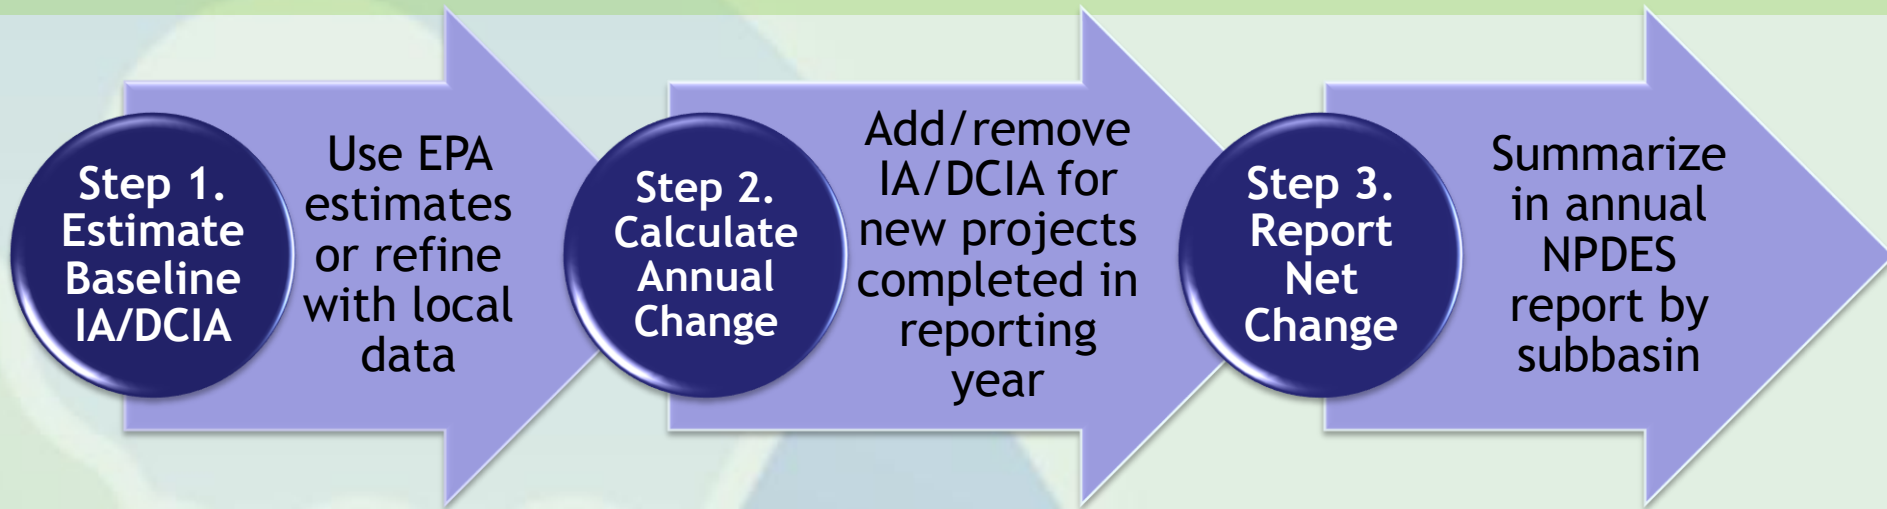 Step 1.
Estimate
Baseline
IA/DCIA
Use EPA
estimates
or refine
with local
data
Step 2.
Calculate
Annual
Change
Add/remove
IA/DCIA for
new projects
completed in
reporting
year
Step 3.
Report
Net
Change
Summarize
in annual
NPDES
report by
subbasin